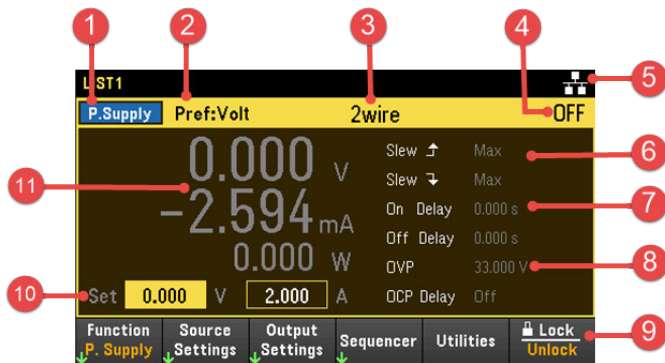 1 2 3 4
LIST1 5
P.Supply Pref:Volt 2wire OFF
0.000 V Slew Max 6
Slew Max
11 -2.594 mA On Delay 0.000 s 7
Off Delay 0.000 s
0.000 W OVP 33.000 V 8
10 Set 0.000 V 2.000 A OCP Delay Off
Function P. Supply
Source Settings
Output Settings
Sequencer
Utilities
Lock Unlock
9